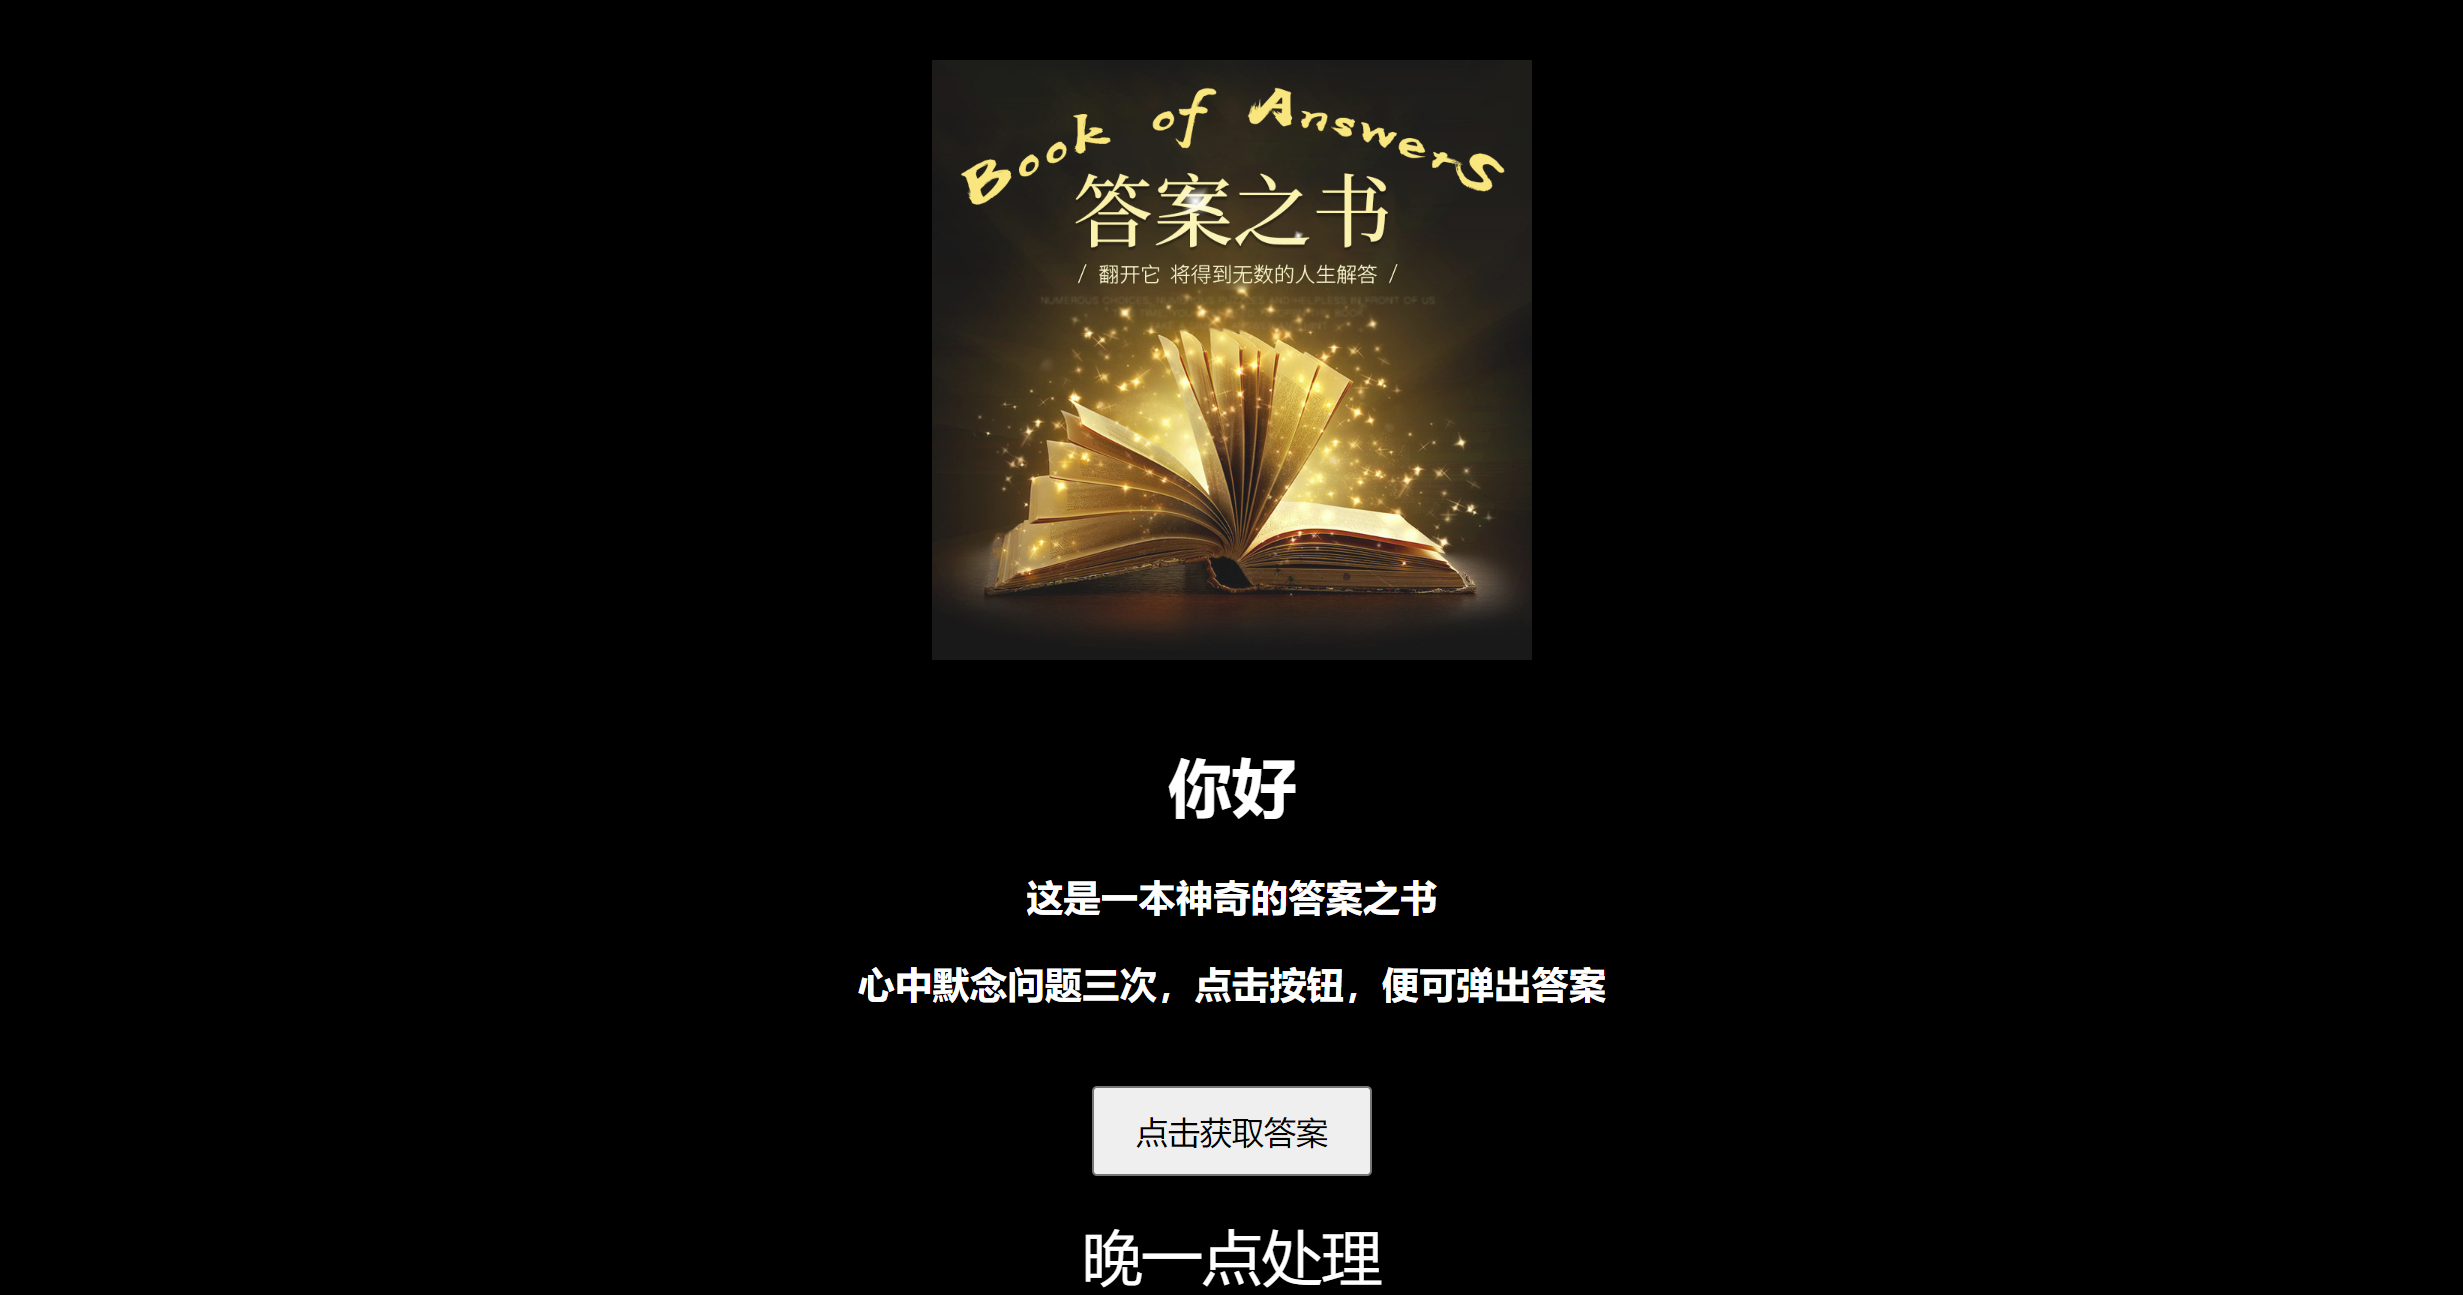 Book of Answers
答案之书
/ 翻开它 将得到无数的人生解答 /
你好
这是一本神奇的答案之书
心中默念问题三次，点击按钮，便可弹出答案
点击获取答案
晚一点处理